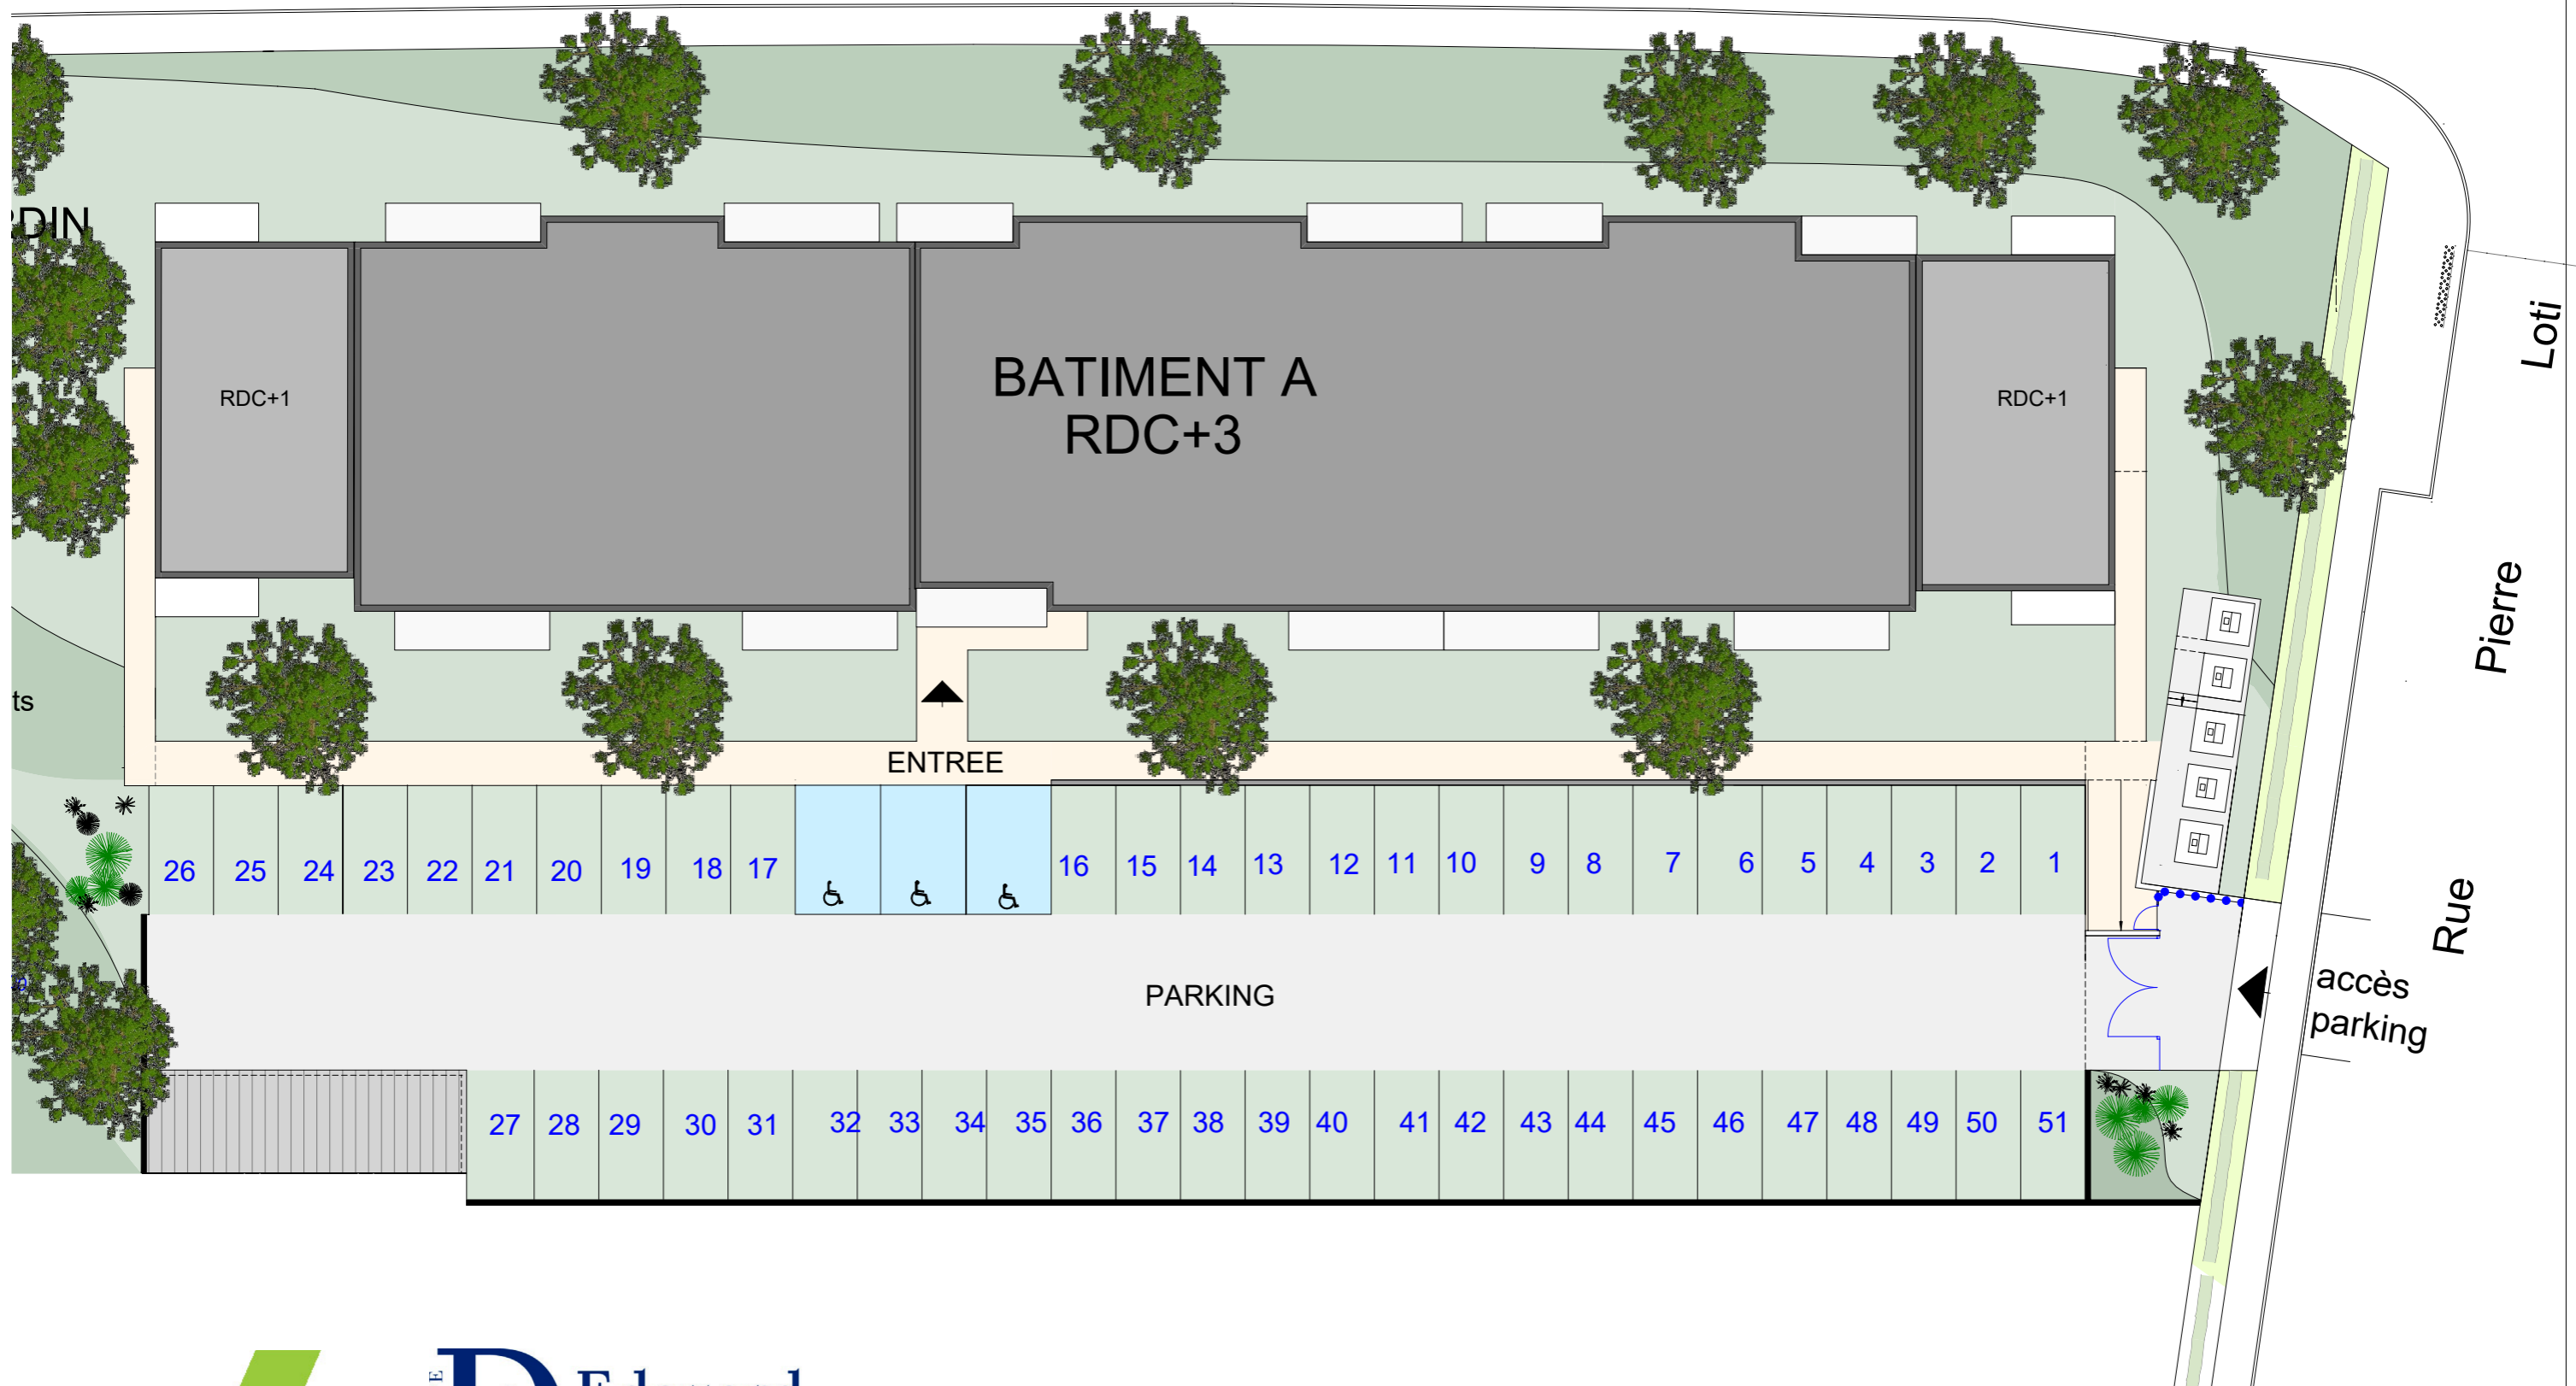 RDC+1
BATIMENT A
RDC+3
RDC+1
Rue Pierre Loti
ENTREE
26 25 24 23 22 21 20 19 18 17 16 15 14 13 12 11 10 9 8 7 6 5 4 3 2 1
PARKING
accès
parking
27 28 29 30 31 32 33 34 35 36 37 38 39 40 41 42 43 44 45 46 47 48 49 50 51